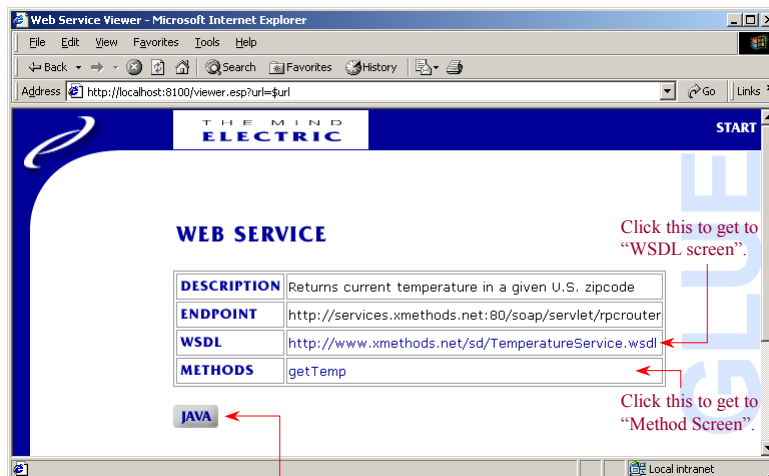 Web Service Viewer - Microsoft Internet Explorer
File Edit View Favorites Tools Help
Back Search Favorites History
Address http://localhost:8100/viewer.esp?url=$url Go Links
THE MIND
ELECTRIC
START
GLUE
WEB SERVICE
Click this to get to
“WSDL screen”.
DESCRIPTION Returns current temperature in a given U.S. zipcode
ENDPOINT http://services.xmethods.net:80/soap/servlet/rpcrouter
WSDL http://www.xmethods.net/sd/TemperatureService.wsdl
METHODS getTemp
Click this to get to
“Method Screen”.
JAVA
Local intranet